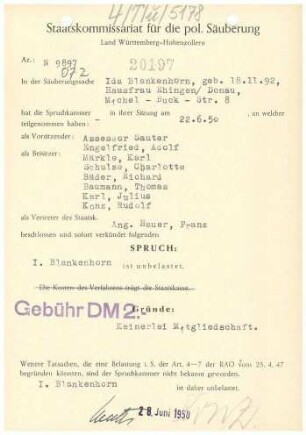 4/T/Tü/5178
Staatskommissariat für die pol. Säuberung
Land Württemberg-Hohenzollern
Az.: N 9897
072
20197
In der Säuberungssache Ida Blankenhorn, geb. 18.11.92,
Hausfrau Ehingen/ Donau,
Michel - Buck - Str. 8
hat die Spruchkammer - in ihrer Sitzung am 22.6.50, an welcher
teilgenommen haben: -
als Vorsitzender: Assessor Sauter
als Beisitzer: Engelfried, Adolf
Märkle, Karl
Schulse, Charlotte
Bäder, Richard
Baumann, Thomas
Karl, Julius
Konz, Rudolf
als Vertreter des Staatsk. Ang. Heuer, Franz
beschlossen und sofort verkündet folgenden
SPRUCH:
I. Blankenhorn ist unbelastet.
Die Kosten des Verfahrens trägt die Staatskasse.
Gebühr DM 2.
Gründe:
Keinerlei Mitgliedschaft.
Weitere Tatsachen, die eine Belastung i. S. der Art. 4-7 der RAO vom 25. 4. 47
begründen könnten, sind der Spruchkammer nicht bekannt geworden.
I. Blankenhorn ist daher unbelastet.
28. Juni 1950